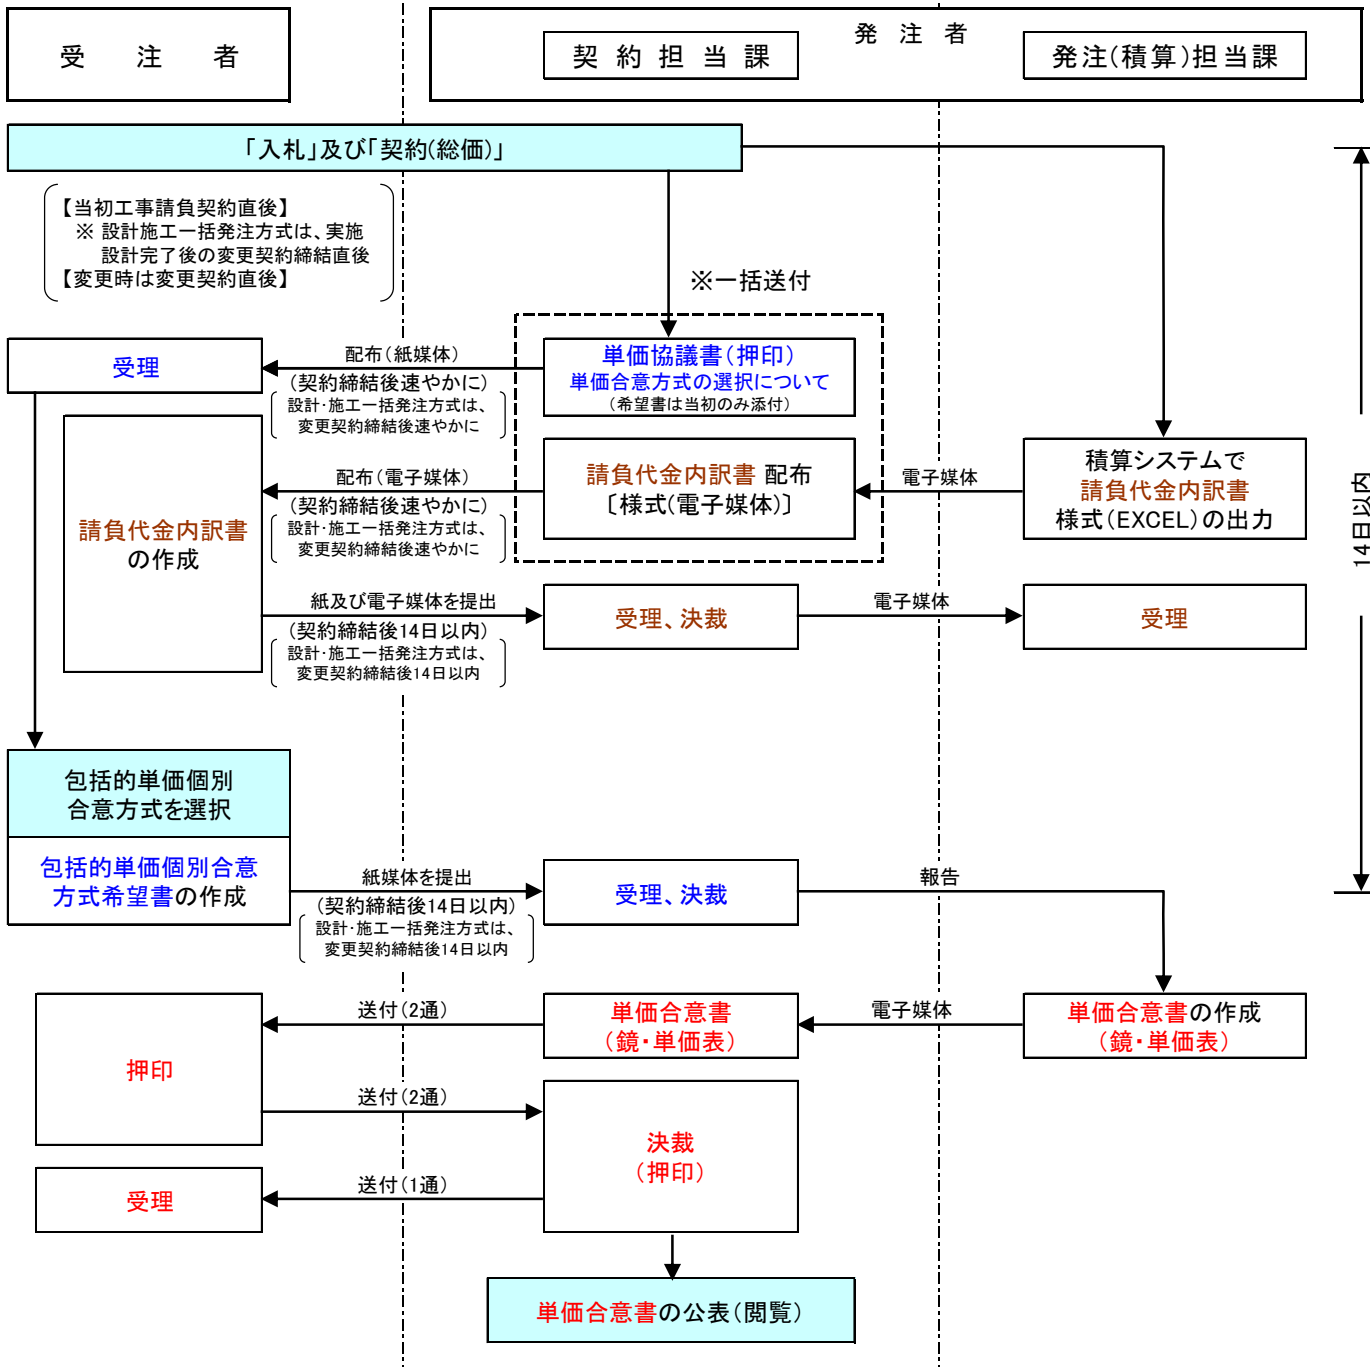 受　注　者
発　注　者
契約担当課
発注(積算)担当課
「入札」及び「契約(総価)」
【当初工事請負契約直後】
※ 設計施工一括発注方式は、実施
設計完了後の変更契約締結直後
【変更時は変更契約直後】
※一括送付
受理
配布(紙媒体)
(契約締結後速やかに)
設計・施工一括発注方式は、
変更契約締結後速やかに
単価協議書(押印)
単価合意方式の選択について
(希望書は当初のみ添付)
請負代金内訳書
の作成
配布(電子媒体)
(契約締結後速やかに)
設計・施工一括発注方式は、
変更契約締結後速やかに
請負代金内訳書 配布
〔様式(電子媒体)〕
電子媒体
積算システムで
請負代金内訳書
様式(EXCEL)の出力
14日以内
紙及び電子媒体を提出
(契約締結後14日以内)
設計・施工一括発注方式は、
変更契約締結後14日以内
受理、決裁
電子媒体
受理
包括的単価個別
合意方式を選択
包括的単価個別合意
方式希望書の作成
紙媒体を提出
(契約締結後14日以内)
設計・施工一括発注方式は、
変更契約締結後14日以内
受理、決裁
報告
押印
送付(2通)
単価合意書
(鏡・単価表)
電子媒体
単価合意書の作成
(鏡・単価表)
送付(2通)
決裁
(押印)
受理
送付(1通)
単価合意書の公表(閲覧)